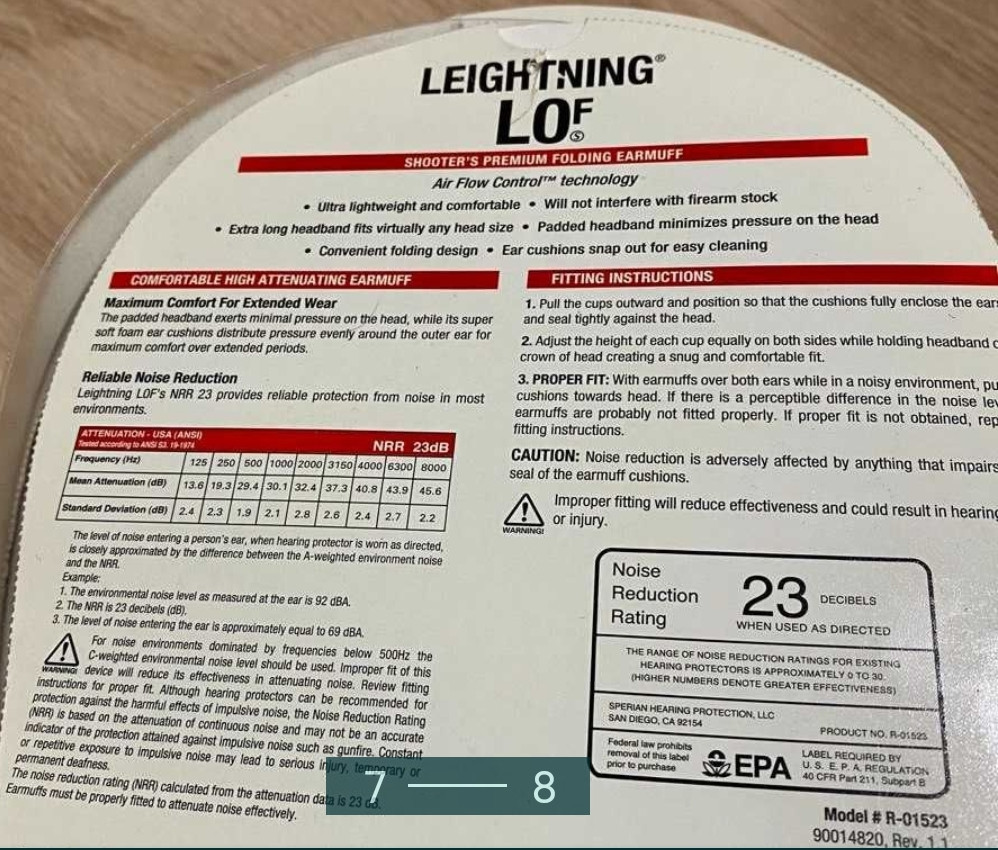 LEIGHTNING®
L0F
Ⓢ
SHOOTER'S PREMIUM FOLDING EARMUFF
Air Flow Control™ technology
• Ultra lightweight and comfortable • Will not interfere with firearm stock
• Extra long headband fits virtually any head size • Padded headband minimizes pressure on the head
• Convenient folding design • Ear cushions snap out for easy cleaning
COMFORTABLE HIGH ATTENUATING EARMUFF
Maximum Comfort For Extended Wear
The padded headband exerts minimal pressure on the head, while its super
soft foam ear cushions distribute pressure evenly around the outer ear for
maximum comfort over extended periods.
Reliable Noise Reduction
Leightning L0F's NRR 23 provides reliable protection from noise in most
environments.
ATTENUATION - USA (ANSI)
Tested according to ANSI S3. 19-1974
NRR 23dB
Frequency (Hz) 125 250 500 1000 2000 3150 4000 6300 8000
Mean Attenuation (dB) 13.6 19.3 29.4 30.1 32.4 37.3 40.8 43.9 45.6
Standard Deviation (dB) 2.4 2.3 1.9 2.1 2.8 2.6 2.4 2.7 2.2
The level of noise entering a person's ear, when hearing protector is worn as directed,
is closely approximated by the difference between the A-weighted environment noise
and the NRR.
Example:
1. The environmental noise level as measured at the ear is 92 dBA.
2. The NRR is 23 decibels (dB).
3. The level of noise entering the ear is approximately equal to 69 dBA.
WARNING!
For noise environments dominated by frequencies below 500Hz the
C-weighted environmental noise level should be used. Improper fit of this
device will reduce its effectiveness in attenuating noise. Review fitting
instructions for proper fit. Although hearing protectors can be recommended for
protection against the harmful effects of impulsive noise, the Noise Reduction Rating
(NRR) is based on the attenuation of continuous noise and may not be an accurate
indicator of the protection attained against impulsive noise such as gunfire. Constant
or repetitive exposure to impulsive noise may lead to serious injury, temporary or
permanent deafness.
The noise reduction rating (NRR) calculated from the attenuation data is 23 dB.
Earmuffs must be properly fitted to attenuate noise effectively.
FITTING INSTRUCTIONS
1. Pull the cups outward and position so that the cushions fully enclose the ears
and seal tightly against the head.
2. Adjust the height of each cup equally on both sides while holding headband
crown of head creating a snug and comfortable fit.
3. PROPER FIT: With earmuffs over both ears while in a noisy environment, pu
cushions towards head. If there is a perceptible difference in the noise lev
earmuffs are probably not fitted properly. If proper fit is not obtained, rep
fitting instructions.
CAUTION: Noise reduction is adversely affected by anything that impairs
seal of the earmuff cushions.
WARNING!
Improper fitting will reduce effectiveness and could result in hearing
or injury.
Noise
Reduction
Rating
23 DECIBELS
WHEN USED AS DIRECTED
THE RANGE OF NOISE REDUCTION RATINGS FOR EXISTING
HEARING PROTECTORS IS APPROXIMATELY 0 TO 30.
(HIGHER NUMBERS DENOTE GREATER EFFECTIVENESS)
SPERIAN HEARING PROTECTION, LLC
SAN DIEGO, CA 92154
PRODUCT NO. R-01523
Federal law prohibits
removal of this label
prior to purchase
EPA
LABEL REQUIRED BY
U. S. E. P. A. REGULATION
40 CFR Part 211, Subpart B
Model # R-01523
90014820, Rev. 1.1
7 — 8